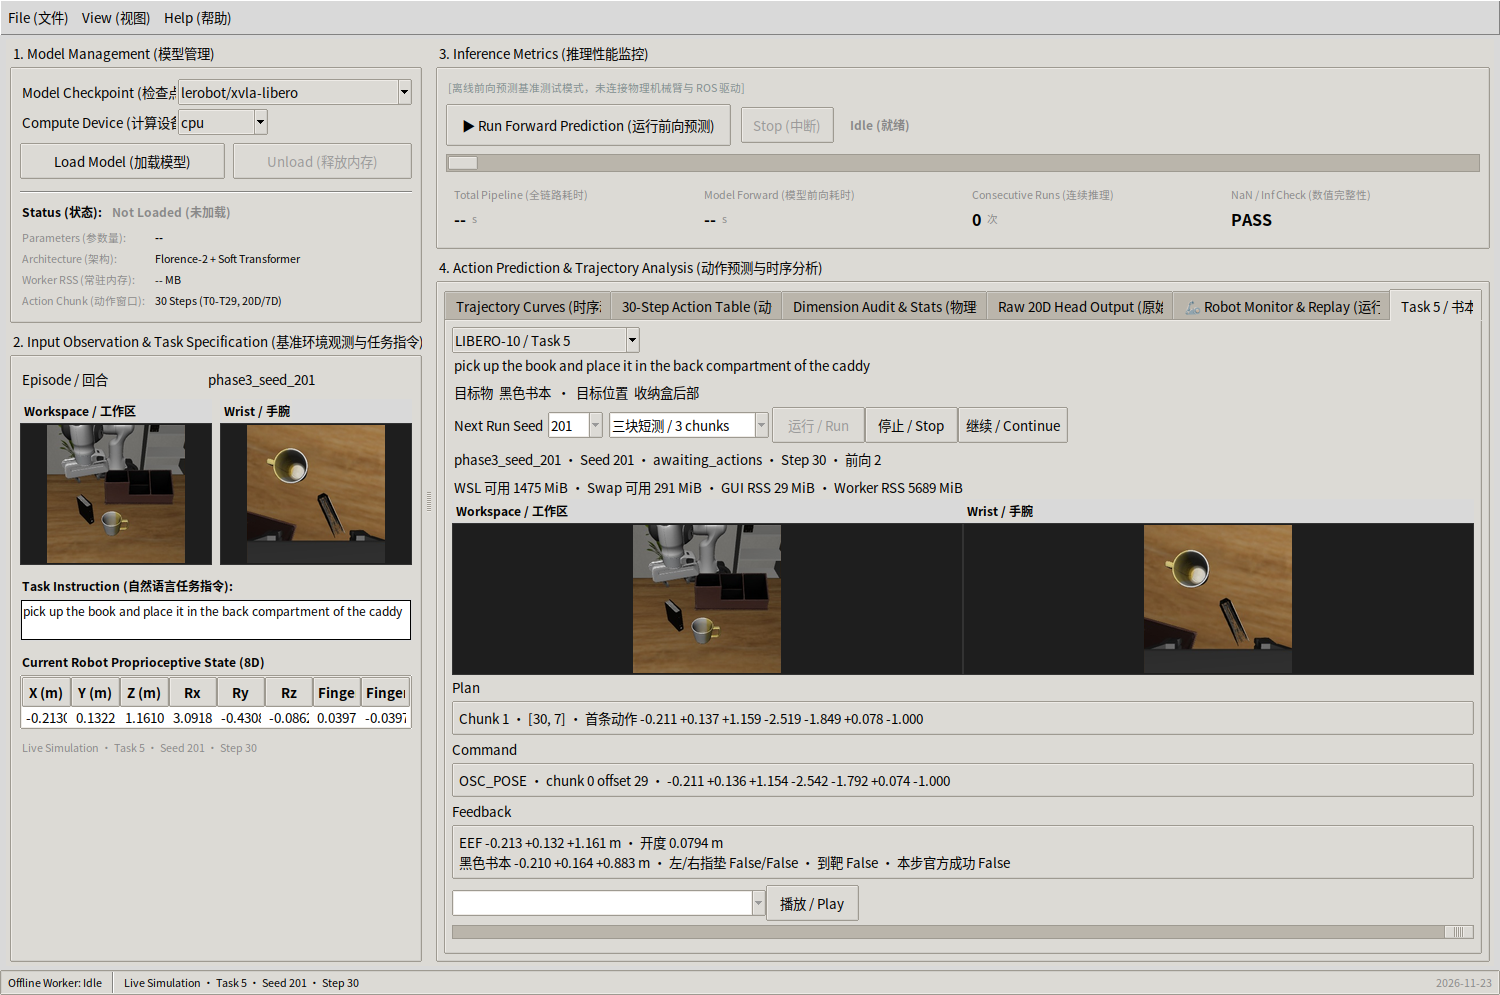 File (文件) View (视图) Help (帮助)
1. Model Management (模型管理)
Model Checkpoint (检查点 lerobot/xvla-libero
Compute Device (计算设备 cpu
Load Model (加载模型) Unload (释放内存)
Status (状态): Not Loaded (未加载)
Parameters (参数量): --
Architecture (架构): Florence-2 + Soft Transformer
Worker RSS (常驻内存): -- MB
Action Chunk (动作窗口): 30 Steps (T0-T29, 20D/7D)
2. Input Observation & Task Specification (基准环境观测与任务指令)
Episode / 回合 phase3_seed_201
Workspace / 工作区 Wrist / 手腕
Task Instruction (自然语言任务指令):
pick up the book and place it in the back compartment of the caddy
Current Robot Proprioceptive State (8D)
X (m) Y (m) Z (m) Rx Ry Rz Finge Finger
-0.2130 0.1322 1.1610 3.0918 -0.4308 -0.0862 0.0397 -0.0397
Live Simulation · Task 5 · Seed 201 · Step 30
3. Inference Metrics (推理性能监控)
[离线前向预测基准测试模式，未连接物理机械臂与 ROS 驱动]
▶ Run Forward Prediction (运行前向预测) Stop (中断) Idle (就绪)
Total Pipeline (全链路耗时) Model Forward (模型前向耗时) Consecutive Runs (连续推理) NaN / Inf Check (数值完整性)
-- s -- s 0 次 PASS
4. Action Prediction & Trajectory Analysis (动作预测与时序分析)
Trajectory Curves (时序 30-Step Action Table (动 Dimension Audit & Stats (物理 Raw 20D Head Output (原始 Robot Monitor & Replay (运行 Task 5 / 书本
LIBERO-10 / Task 5
pick up the book and place it in the back compartment of the caddy
目标物 黑色书本 · 目标位置 收纳盒后部
Next Run Seed 201 三块短测 / 3 chunks 运行 / Run 停止 / Stop 继续 / Continue
phase3_seed_201 · Seed 201 · awaiting_actions · Step 30 · 前向 2
WSL 可用 1475 MiB · Swap 可用 291 MiB · GUI RSS 29 MiB · Worker RSS 5689 MiB
Workspace / 工作区 Wrist / 手腕
Plan
Chunk 1 · [30, 7] · 首条动作 -0.211 +0.137 +1.159 -2.519 -1.849 +0.078 -1.000
Command
OSC_POSE · chunk 0 offset 29 · -0.211 +0.136 +1.154 -2.542 -1.792 +0.074 -1.000
Feedback
EEF -0.213 +0.132 +1.161 m · 开度 0.0794 m
黑色书本 -0.210 +0.164 +0.883 m · 左/右指垫 False/False · 到靶 False · 本步官方成功 False
播放 / Play
Offline Worker: Idle Live Simulation · Task 5 · Seed 201 · Step 30 2026-11-23